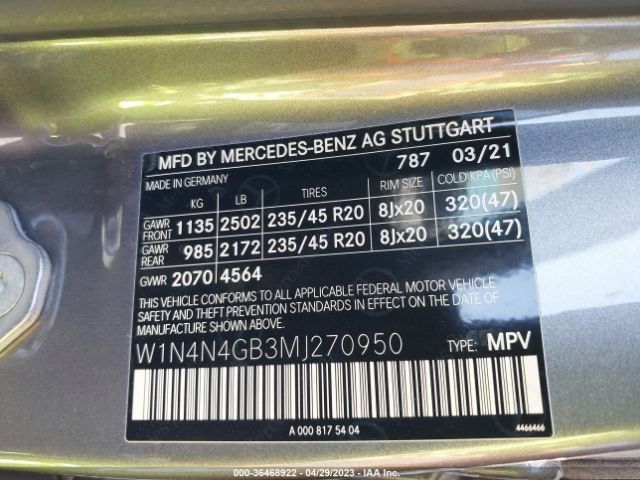 MFD BY MERCEDES-BENZ AG STUTTGART
MADE IN GERMANY 787 03/21
KG LB TIRES RIM SIZE COLD KPA (PSI)
GAWR FRONT 1135 2502 235/45 R20 8Jx20 320(47)
GAWR REAR 985 2172 235/45 R20 8Jx20 320(47)
GVWR 2070 4564
THIS VEHICLE CONFORMS TO ALL APPLICABLE FEDERAL MOTOR VEHICLE
SAFETY AND THEFT PREVENTION STANDARDS IN EFFECT ON THE DATE OF
MANUFACTURE SHOWN ABOVE.
W1N4N4GB3MJ270950 TYPE: MPV
A 000 817 54 04 4466466
000-36468922 - 04/29/2023 - IAA Inc.